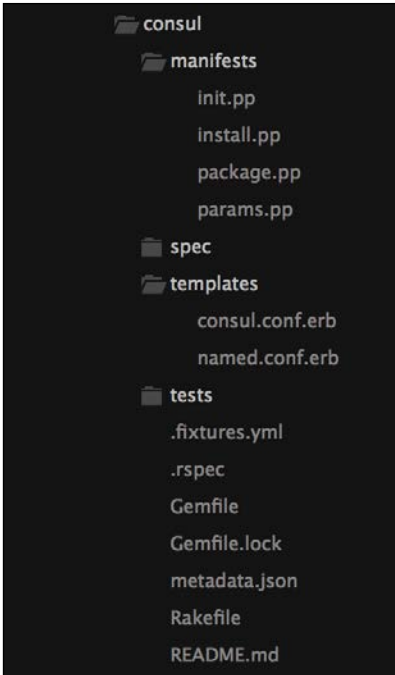 consul
manifests
init.pp
install.pp
package.pp
params.pp
spec
templates
consul.conf.erb
named.conf.erb
tests
.fixtures.yml
.rspec
Gemfile
Gemfile.lock
metadata.json
Rakefile
README.md